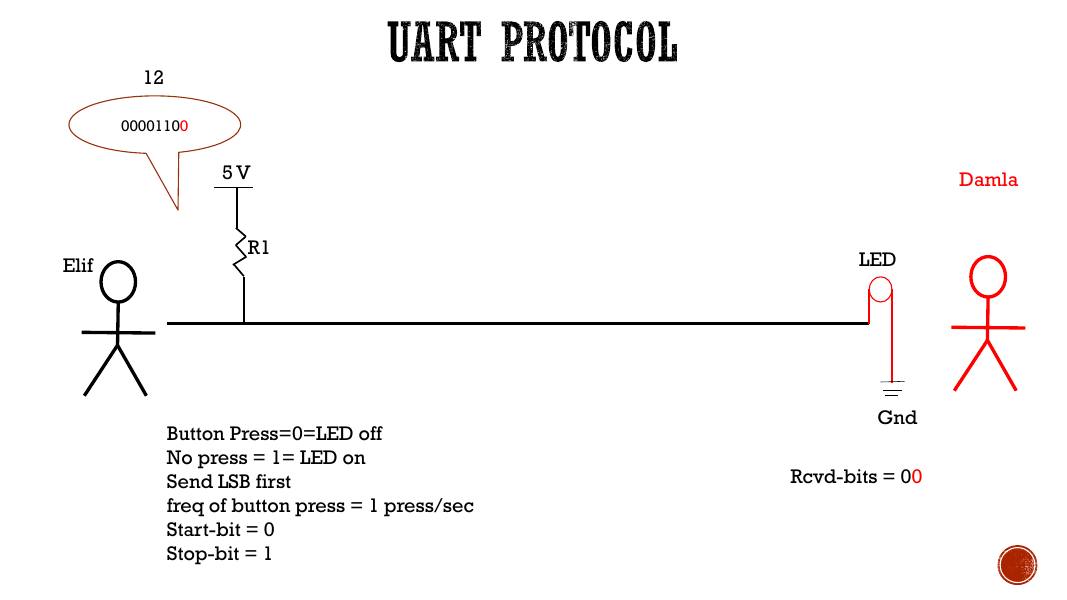 UART PROTOCOL
12
00001100
5 V
R1
Elif
Damla
LED
Gnd
Button Press=0=LED off
No press = 1= LED on
Send LSB first
freq of button press = 1 press/sec
Start-bit = 0
Stop-bit = 1
Rcvd-bits = 00